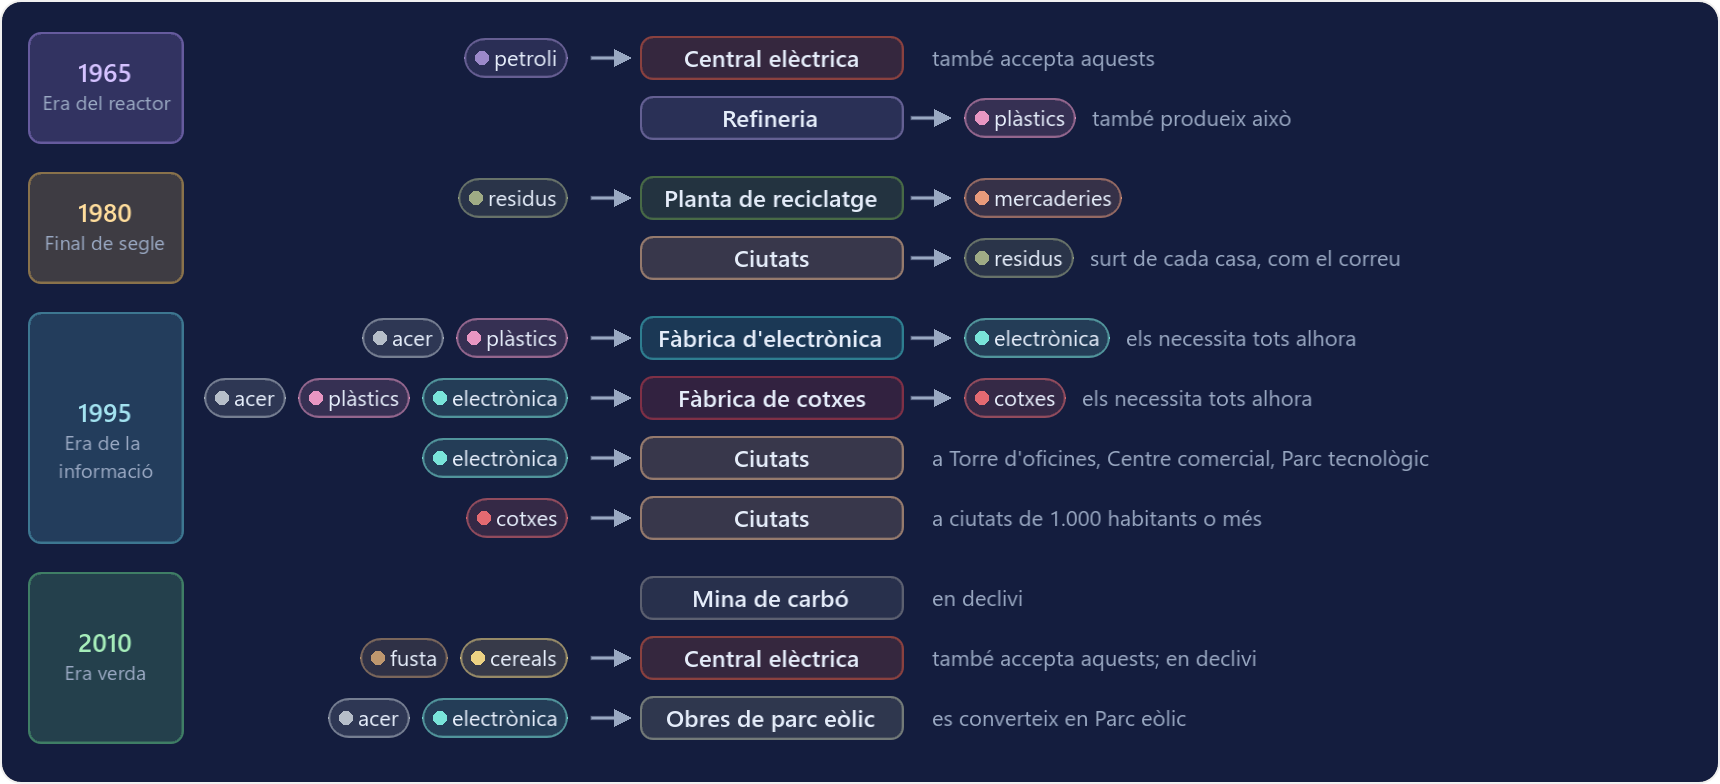 1965
Era del reactor
petroli
Central elèctrica
també accepta aquests
Refineria
plàstics
també produeix això
1980
Final de segle
residus
Planta de reciclatge
mercaderies
Ciutats
residus
surt de cada casa, com el correu
1995
Era de la
informació
acer
plàstics
Fàbrica d'electrònica
electrònica
els necessita tots alhora
acer
plàstics
electrònica
Fàbrica de cotxes
cotxes
els necessita tots alhora
electrònica
Ciutats
a Torre d'oficines, Centre comercial, Parc tecnològic
cotxes
Ciutats
a ciutats de 1.000 habitants o més
2010
Era verda
Mina de carbó
en declivi
fusta
cereals
Central elèctrica
també accepta aquests; en declivi
acer
electrònica
Obres de parc eòlic
es converteix en Parc eòlic